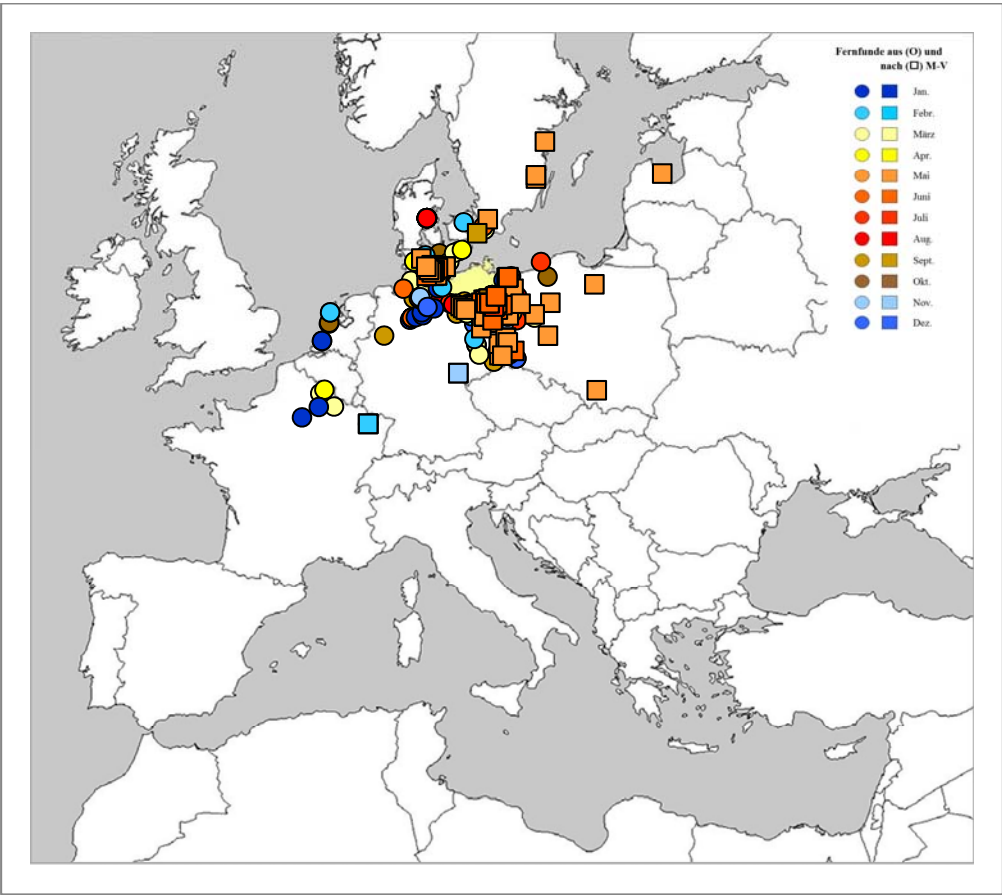 Fernfunde aus (O) und
nach (□) M-V
Jan.
Febr.
März
Apr.
Mai
Juni
Juli
Aug.
Sept.
Okt.
Nov.
Dez.